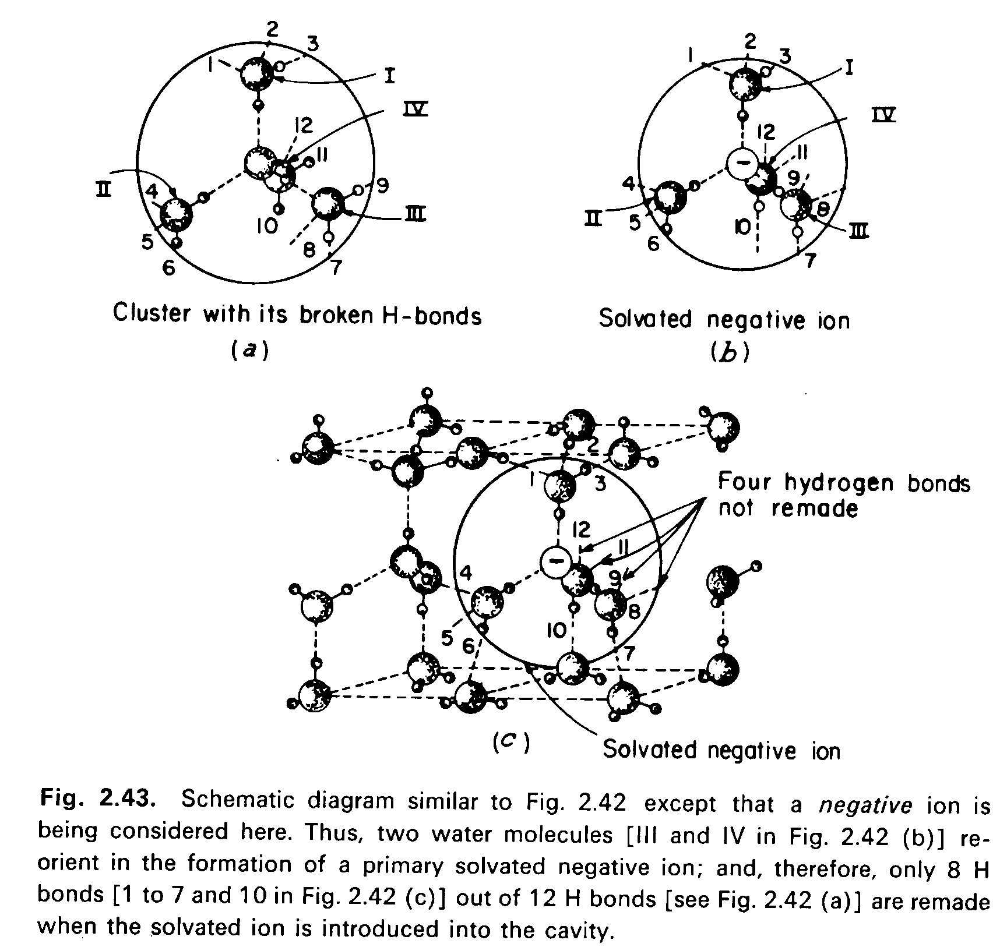 2
1
3
I
IV
12
11
II
4
9
5
10
III
8
6
7
Cluster with its broken H-bonds
(a)
2
1
3
I
IV
12
11
4
9
II
5
8
10
III
6
7
Solvated negative ion
(b)
2
1
3
Four hydrogen bonds
not remade
12
11
4
9
8
5
6
10
7
(c)
Solvated negative ion
Fig. 2.43. Schematic diagram similar to Fig. 2.42 except that a negative ion is
being considered here. Thus, two water molecules [III and IV in Fig. 2.42 (b)] re-
orient in the formation of a primary solvated negative ion; and, therefore, only 8 H
bonds [1 to 7 and 10 in Fig. 2.42 (c)] out of 12 H bonds [see Fig. 2.42 (a)] are remade
when the solvated ion is introduced into the cavity.